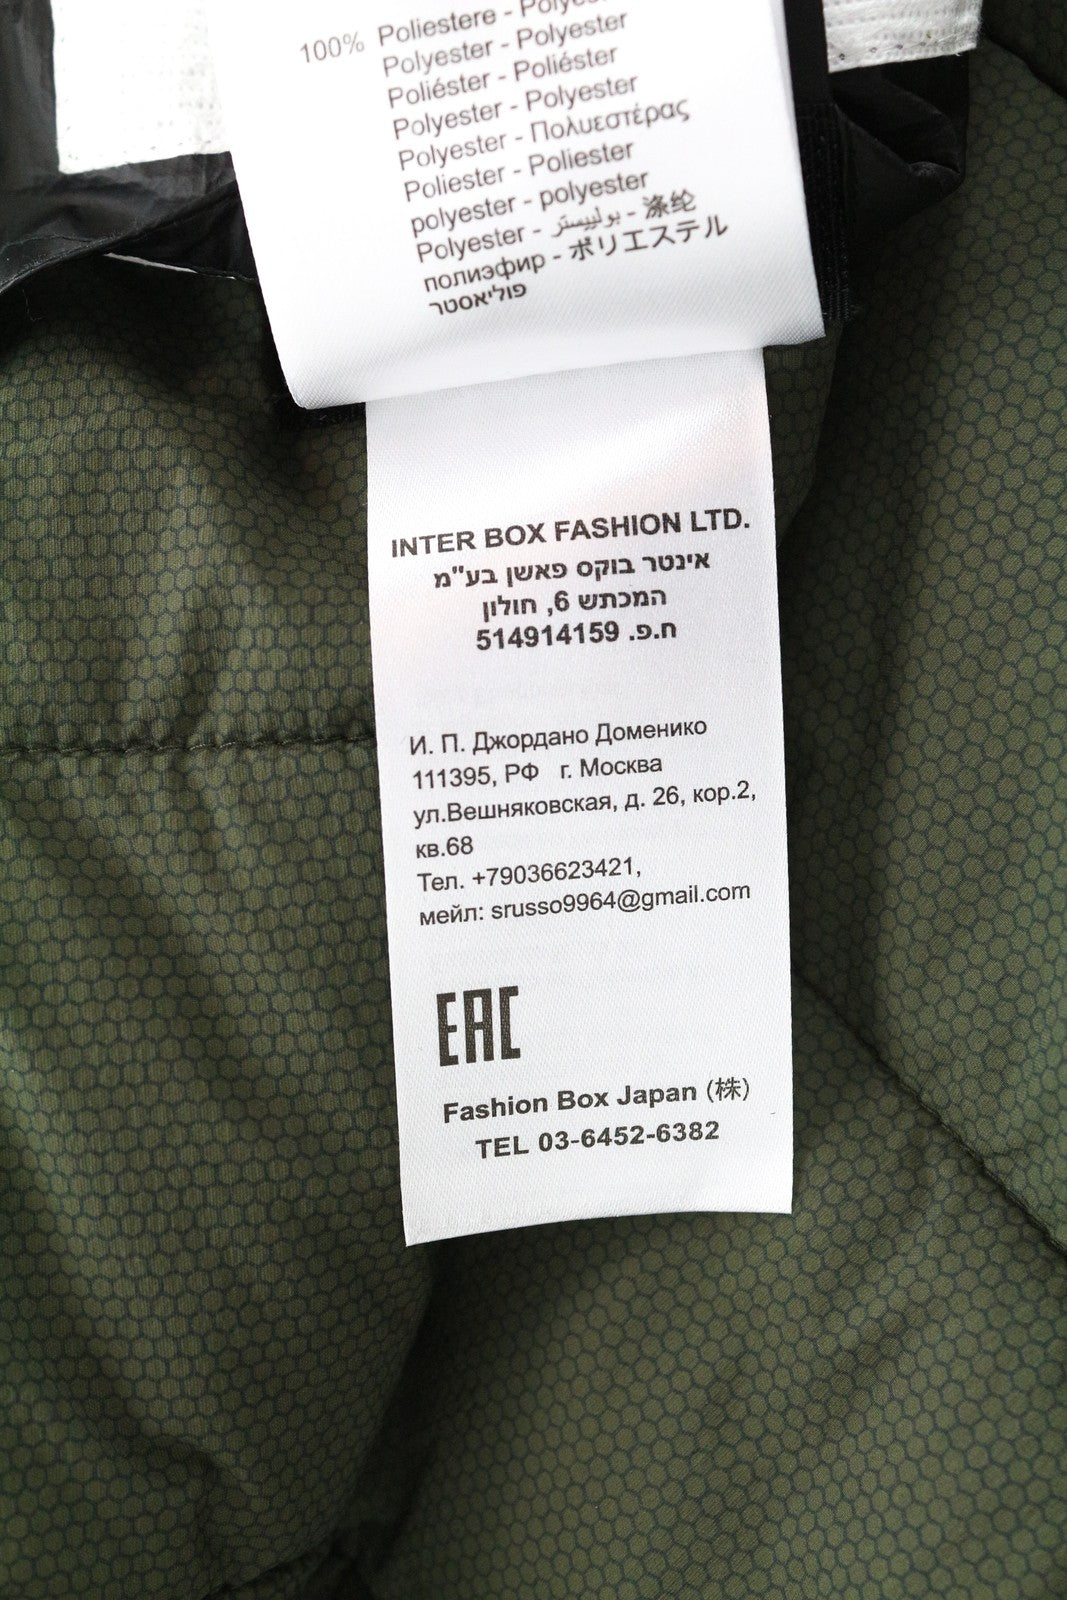 100% Poliestere - Polyester
Polyester - Polyester
Poliéster - Poliéster
Polyester - Polyester
Polyester - Πολυεστέρας
Poliester - Poliester
polyester - polyester
Polyester - بوليستر - 涤纶
полиэфир - ポリエステル
פוליאסטר
INTER BOX FASHION LTD.
אינטר בוקס פאשן בע"מ
המכתש 6, חולון
ח.פ. 514914159
И. П. Джордано Доменико
111395, РФ г. Москва
ул.Вешняковская, д. 26, кор.2,
кв.68
Тел. +79036623421,
мейл: srusso9964@gmail.com
EAC
Fashion Box Japan (株)
TEL 03-6452-6382